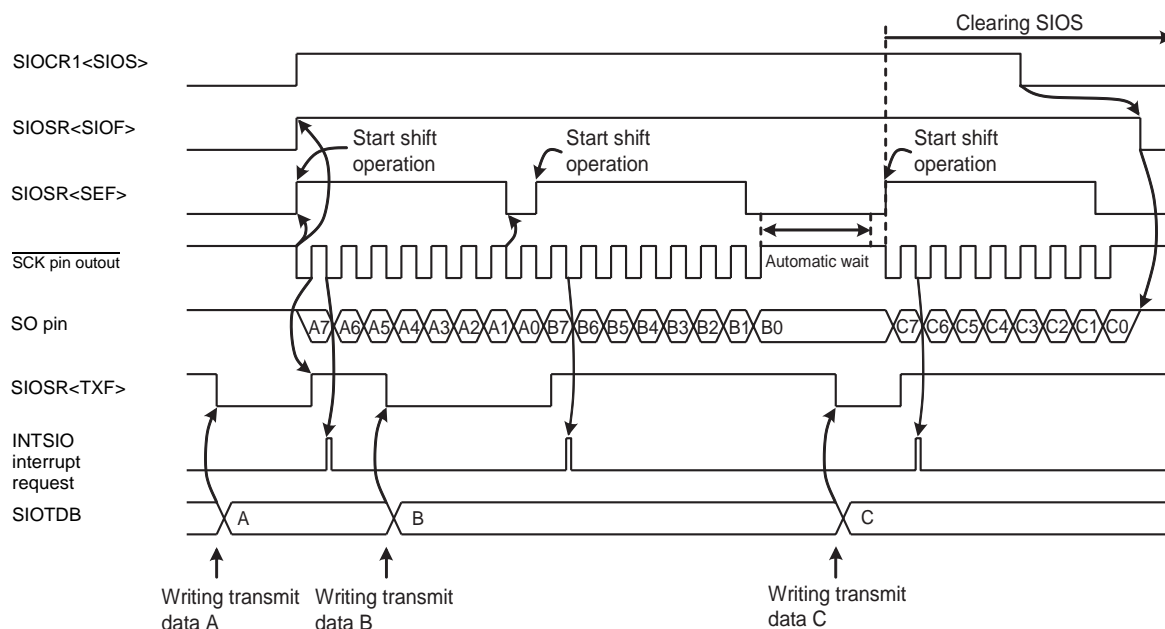 Clearing SIOS
SIOCR1<SIOS>
SIOSR<SIOF>
Start shift
operation
Start shift
operation
Start shift
operation
SIOSR<SEF>
SCK pin outout
Automatic wait
SO pin
A7 A6 A5 A4 A3 A2 A1 A0 B7 B6 B5 B4 B3 B2 B1 B0 C7 C6 C5 C4 C3 C2 C1 C0
SIOSR<TXF>
INTSIO
interrupt
request
SIOTDB
A B C
Writing transmit
data A
Writing transmit
data B
Writing transmit
data C